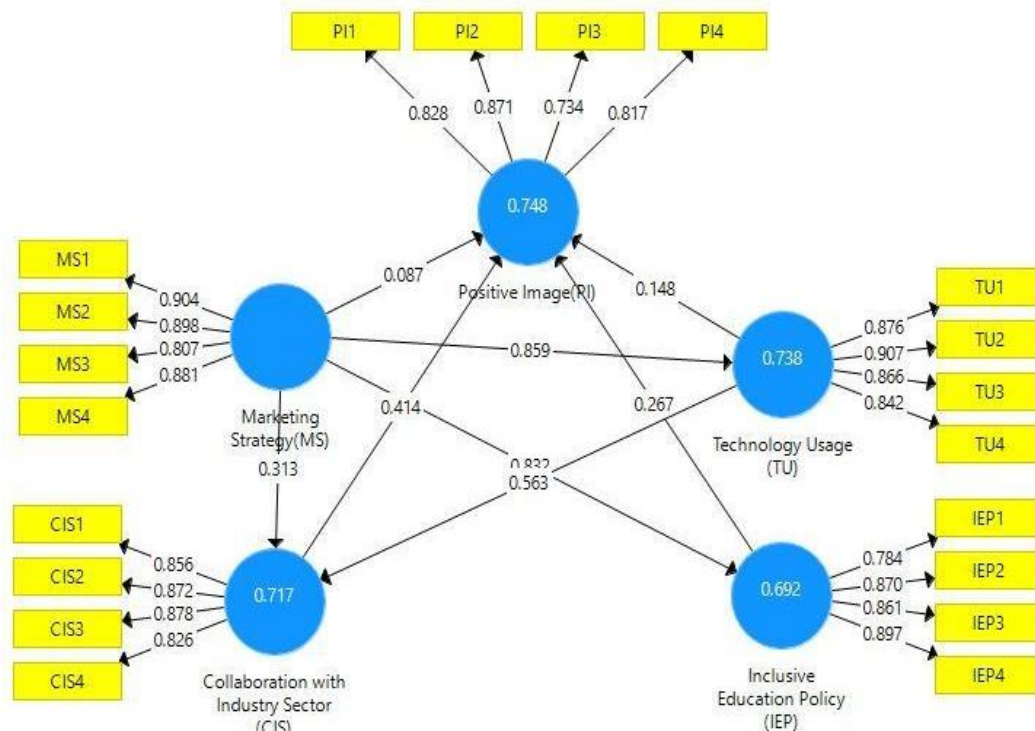 PI1 PI2 PI3 PI4
0.828 0.871 0.734 0.817
0.748
Positive Image(PI)
MS1
MS2
MS3
MS4
0.904
0.898
0.807
0.881
Marketing
Strategy(MS)
0.087
0.148
0.859
0.414
0.267
0.313
0.832
0.563
TU1
TU2
TU3
TU4
0.876
0.907
0.866
0.842
0.738
Technology Usage
(TU)
CIS1
CIS2
CIS3
CIS4
0.856
0.872
0.878
0.826
0.717
Collaboration with
Industry Sector
(CIS)
IEP1
IEP2
IEP3
IEP4
0.784
0.870
0.861
0.897
0.692
Inclusive
Education Policy
(IEP)